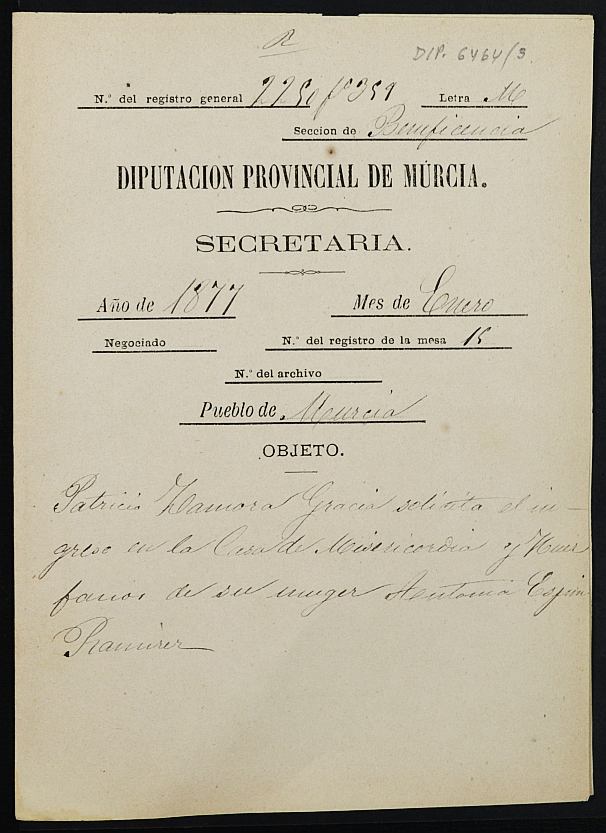 DIP. 6464/3
N.º del registro general 2250 fº 359 Letra M
Seccion de Beneficencia
DIPUTACION PROVINCIAL DE MÚRCIA.
SECRETARIA.
Año de 1877 Mes de Enero
Negociado N.º del registro de la mesa 15
N.º del archivo
Pueblo de Murcia
OBJETO.
Patricio Zamora Gracia solicita el in-
greso en la Casa de Misericordia y Huer
fanos de su muger Antonia Espin
Ramirez